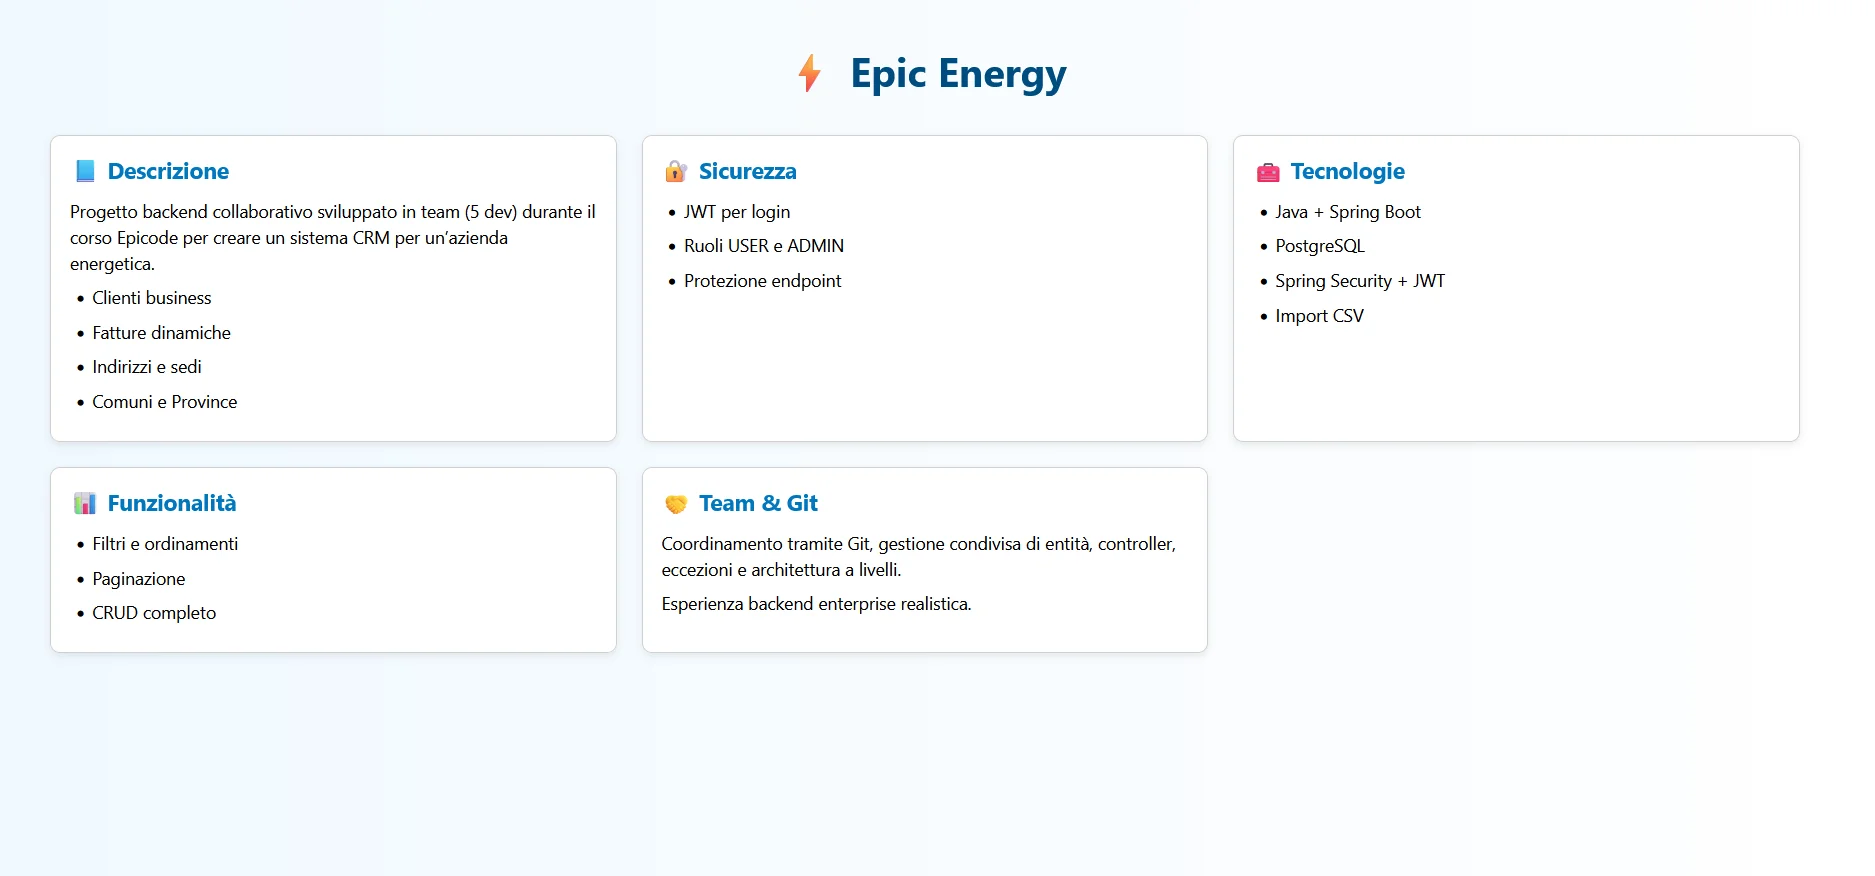 Epic Energy
Descrizione
Progetto backend collaborativo sviluppato in team (5 dev) durante il
corso Epicode per creare un sistema CRM per un'azienda
energetica.
• Clienti business
• Fatture dinamiche
• Indirizzi e sedi
• Comuni e Province
Sicurezza
• JWT per login
• Ruoli USER e ADMIN
• Protezione endpoint
Tecnologie
• Java + Spring Boot
• PostgreSQL
• Spring Security + JWT
• Import CSV
Funzionalità
• Filtri e ordinamenti
• Paginazione
• CRUD completo
Team & Git
Coordinamento tramite Git, gestione condivisa di entità, controller,
eccezioni e architettura a livelli.
Esperienza backend enterprise realistica.